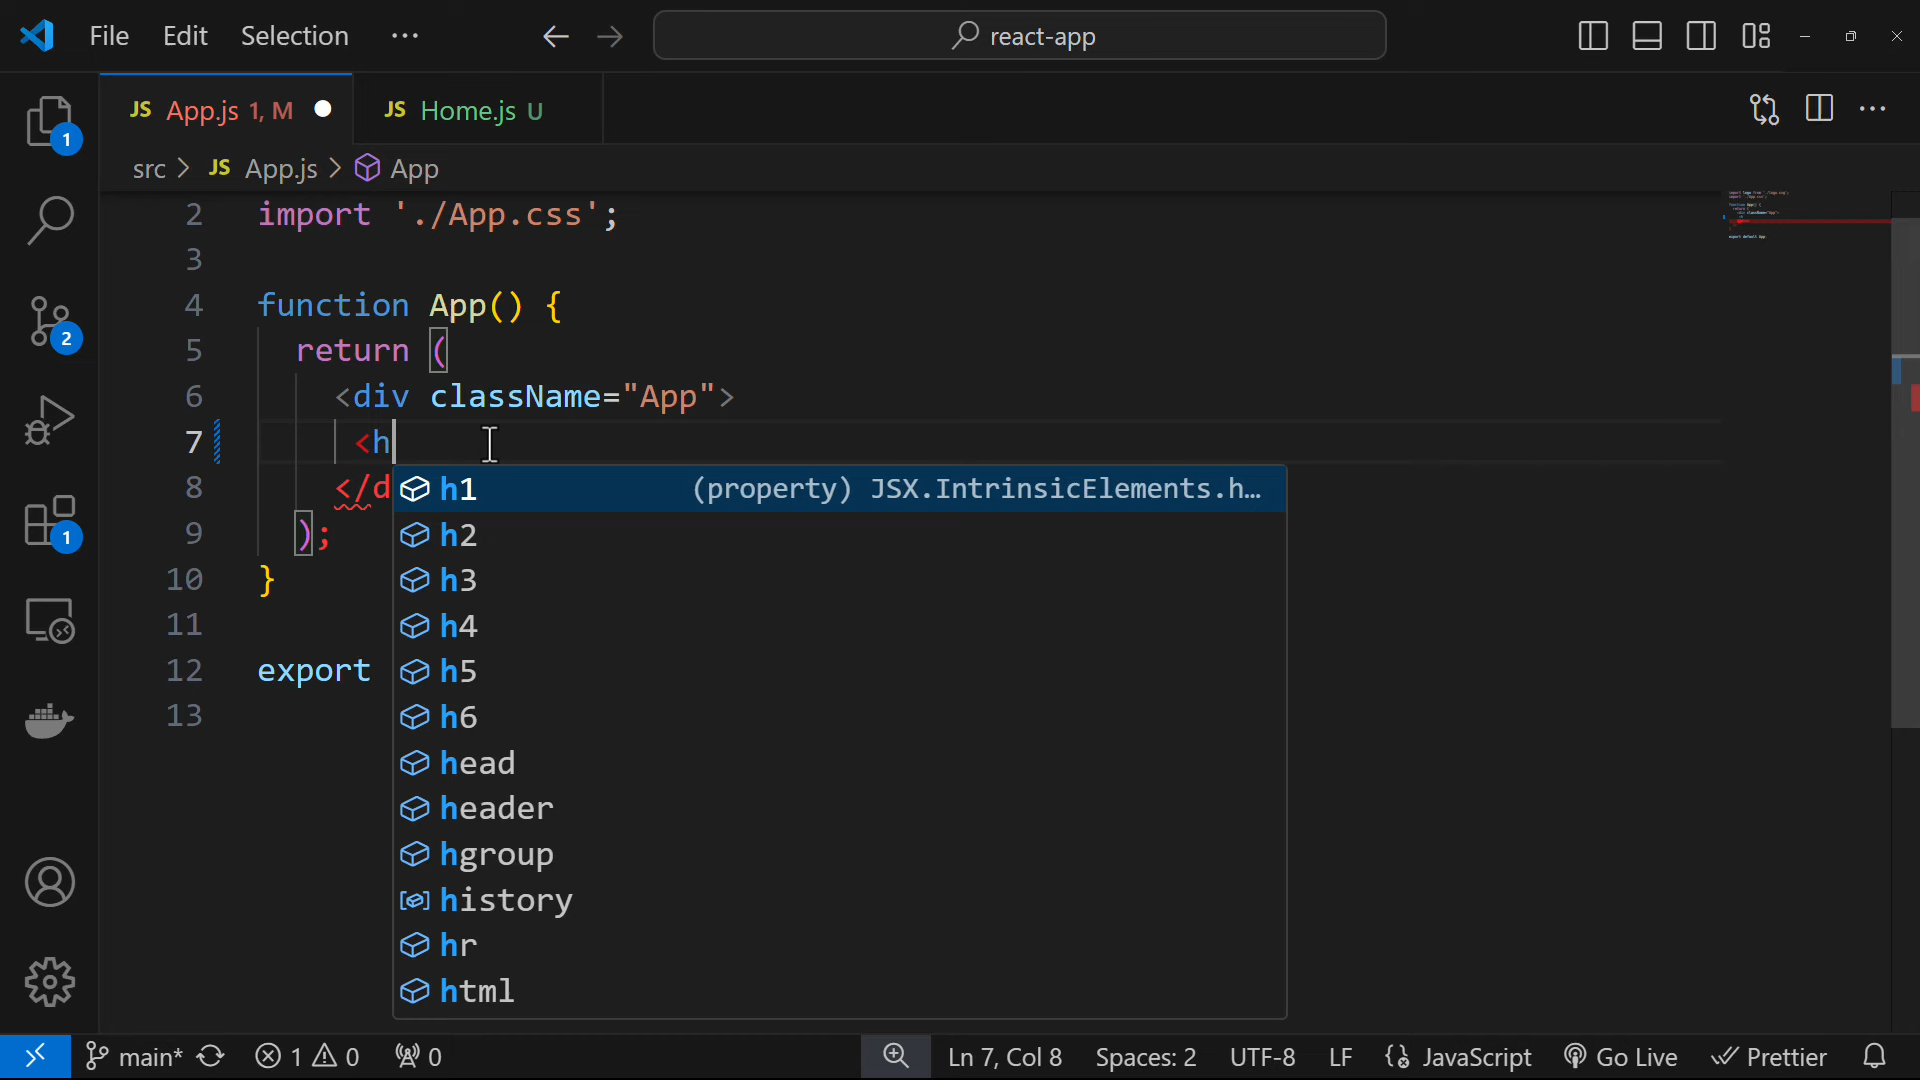 File Edit Selection ··· react-app
JS App.js 1, M JS Home.js U
src > JS App.js > App
2 import './App.css';
3
4 function App() {
5 return (
6 <div className="App">
7 <h
8 </d
9 );
10 }
11
12 export
13
h1 (property) JSX.IntrinsicElements.h…
h2
h3
h4
h5
h6
head
header
hgroup
history
hr
html
1
2
1
main* 1 0 0 Ln 7, Col 8 Spaces: 2 UTF-8 LF JavaScript Go Live Prettier